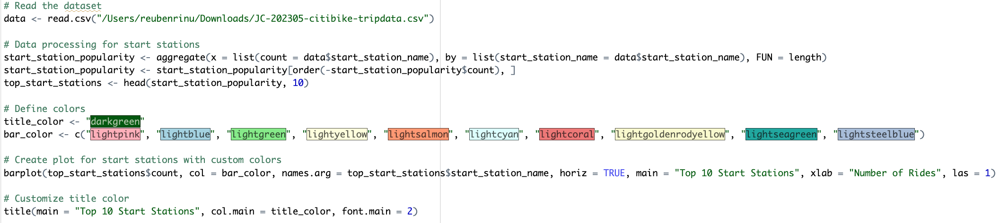 # Read the dataset
data <- read.csv("/Users/reubenrinu/Downloads/JC-202305-citibike-tripdata.csv")
# Data processing for start stations
start_station_popularity <- aggregate(x = list(count = data$start_station_name), by = list(start_station_name = data$start_station_name), FUN = length)
start_station_popularity <- start_station_popularity[order(-start_station_popularity$count), ]
top_start_stations <- head(start_station_popularity, 10)
# Define colors
title_color <- "darkgreen"
bar_color <- c("lightpink", "lightblue", "lightgreen", "lightyellow", "lightsalmon", "lightcyan", "lightcoral", "lightgoldenrodyellow", "lightseagreen", "lightsteelblue")
# Create plot for start stations with custom colors
barplot(top_start_stations$count, col = bar_color, names.arg = top_start_stations$start_station_name, horiz = TRUE, main = "Top 10 Start Stations", xlab = "Number of Rides", las = 1)
# Customize title color
title(main = "Top 10 Start Stations", col.main = title_color, font.main = 2)